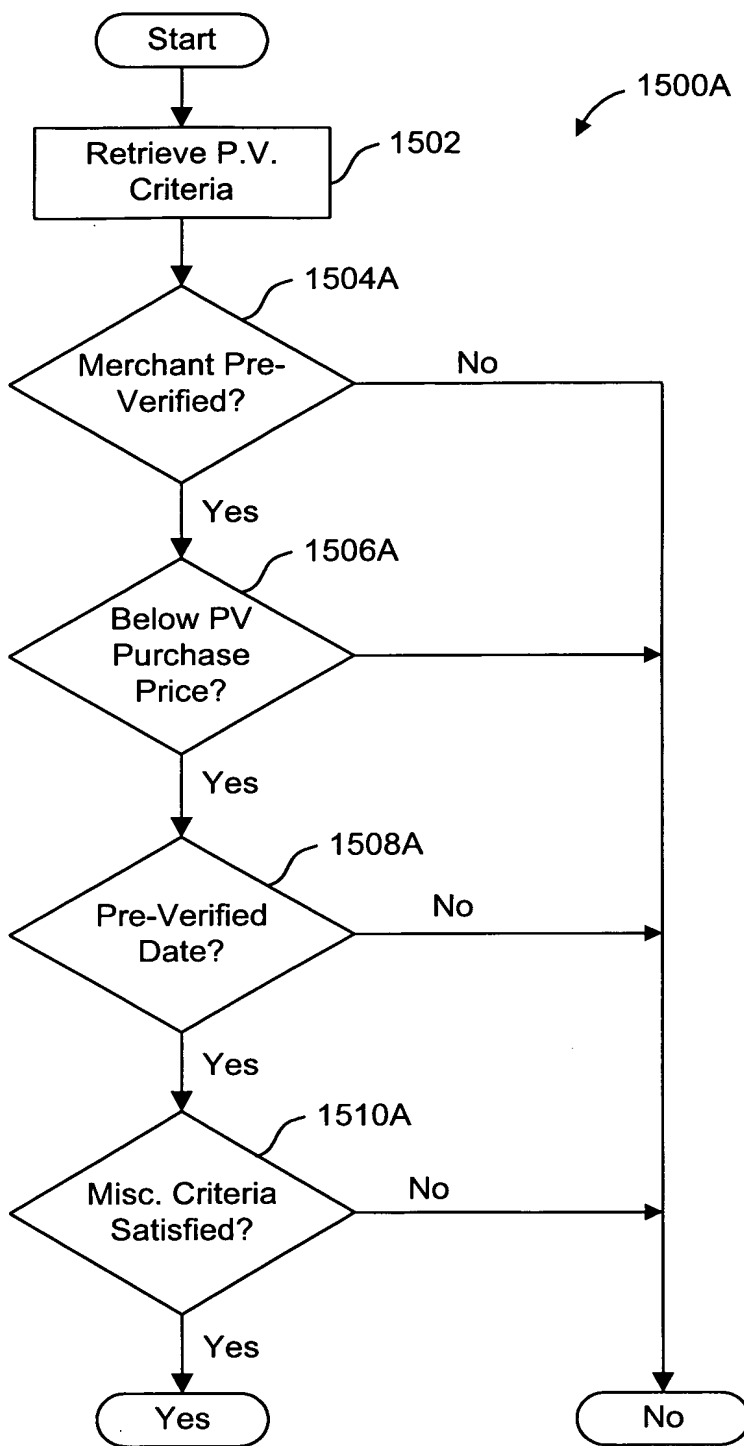 Start
1500A
Retrieve P.V.
Criteria
1502
1504A
Merchant Pre-
Verified?
No
Yes
1506A
Below PV
Purchase
Price?
Yes
1508A
Pre-Verified
Date?
No
Yes
1510A
Misc. Criteria
Satisfied?
No
Yes
Yes
No